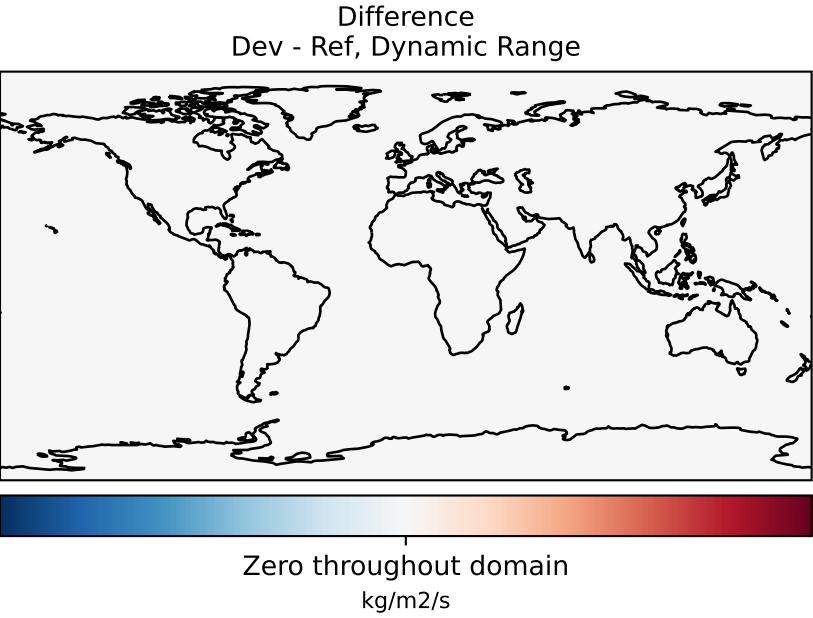 Difference
Dev - Ref, Dynamic Range
Zero throughout domain
kg/m2/s